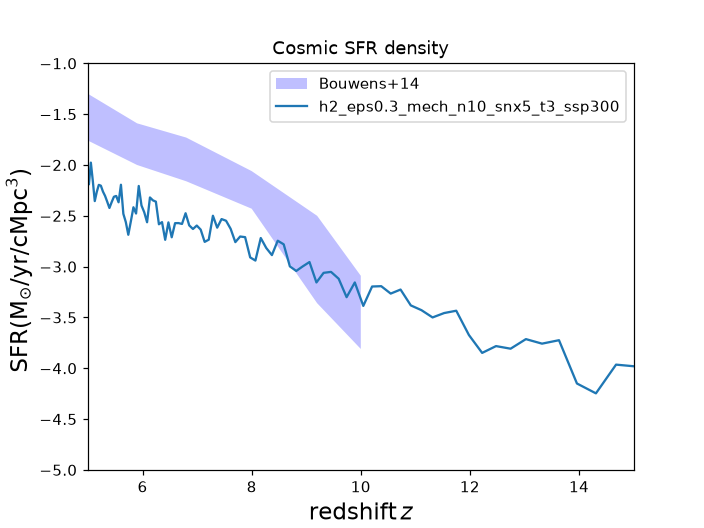 Cosmic SFR density
Bouwens+14
h2_eps0.3_mech_n10_snx5_t3_ssp300
SFR(M⊙/yr/cMpc³)
−1.0
−1.5
−2.0
−2.5
−3.0
−3.5
−4.0
−4.5
−5.0
6 8 10 12 14
redshift z